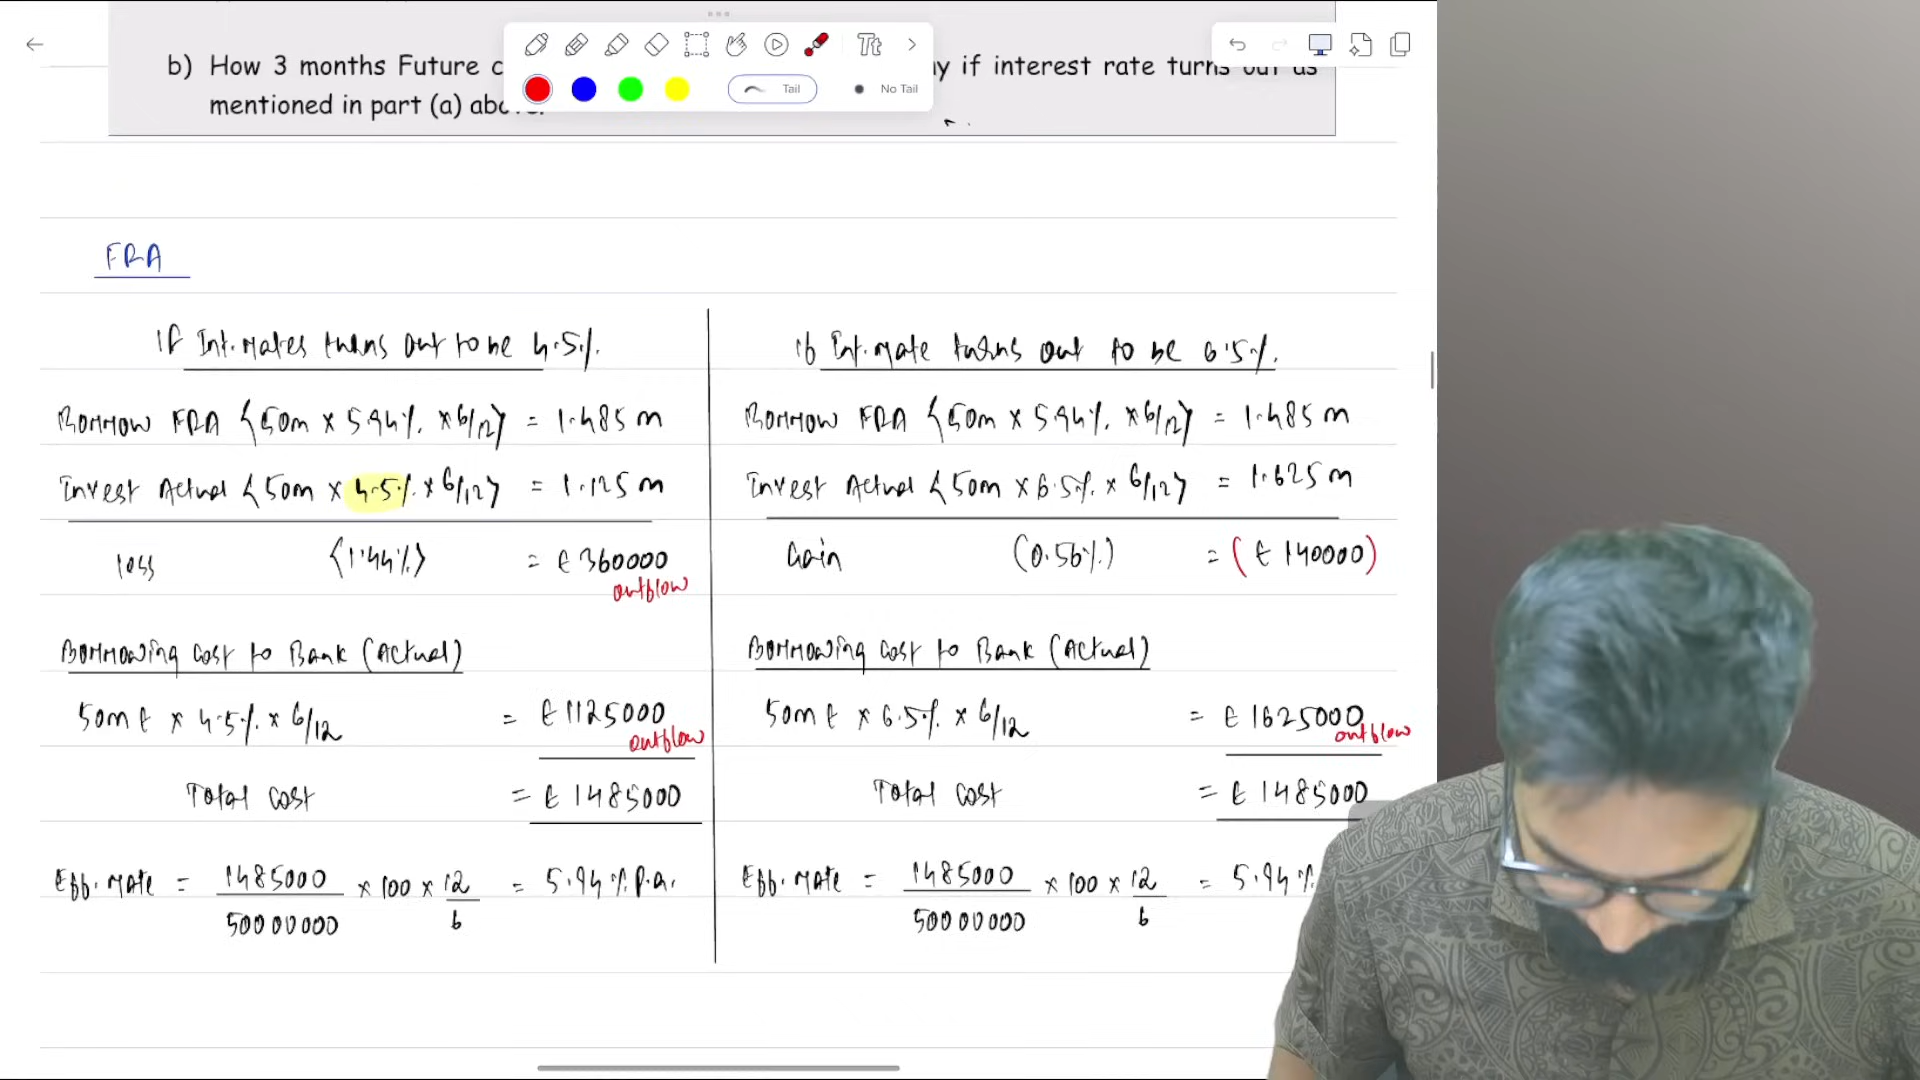 b) How 3 months Future c
y if interest rate turns out as
mentioned in part (a) above.
Tail
No Tail
Tt
FRA
If Int. rates turns out to be 4.5%.
Borrow FRA {50m x 5.94% x 6/12} = 1.485 m
Invest Actual {50m x 4.5% x 6/12} = 1.125 m
loss (1.44%) = € 360000
outflow
Borrowing Cost to Bank (Actual)
50m € x 4.5% x 6/12 = € 1125000
outflow
Total Cost = € 1485000
Eff. rate = 1485000 / 50000000 x 100 x 12/6 = 5.94% p.a.
if Int. rate turns out to be 6.5%.
Borrow FRA {50m x 5.94% x 6/12} = 1.485 m
Invest Actual {50m x 6.5% x 6/12} = 1.625 m
Gain (0.56%) = (€ 140000)
Borrowing Cost to Bank (Actual)
50m € x 6.5% x 6/12 = € 1625000
outflow
Total Cost = € 1485000
Eff. rate = 1485000 / 50000000 x 100 x 12/6 = 5.94%